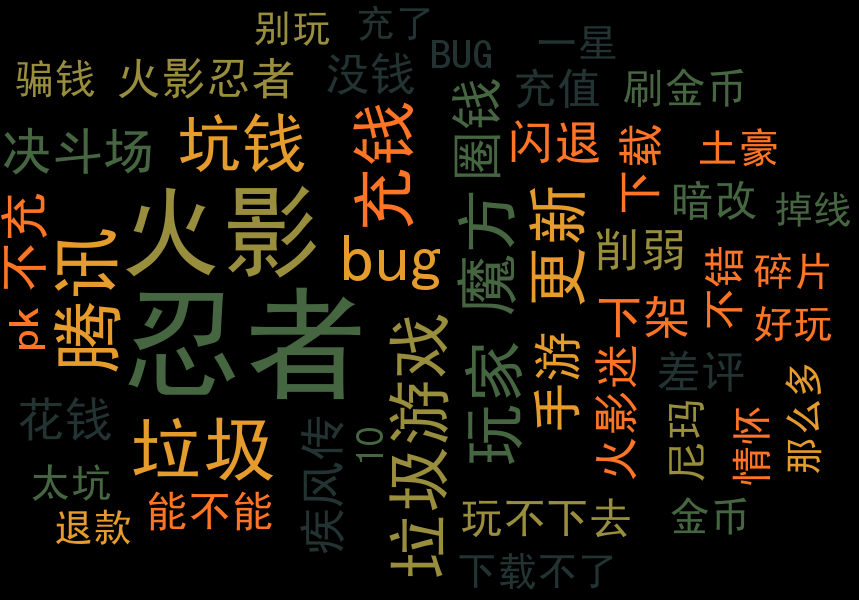 别玩
充了
BUG
一星
骗钱
火影忍者
没钱
充值
刷金币
决斗场
坑钱
充钱
圈钱
闪退
下载
土豪
暗改
掉线
不充
火影
腾讯
bug
魔方
更新
削弱
不错
碎片
pk
忍者
下架
好玩
垃圾游戏
玩家
手游
火影迷
差评
那么多
花钱
垃圾
疾风传
10
尼玛
情怀
太坑
能不能
退款
玩不下去
金币
下载不了